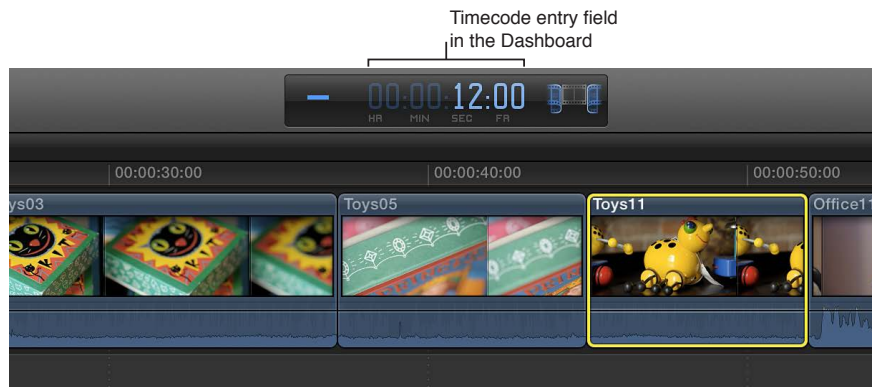 Timecode entry field
in the Dashboard
00:00:12:00
HR MIN SEC FR
00:00:30:00 00:00:40:00 00:00:50:00
ys03 Toys05 Toys11 Office11